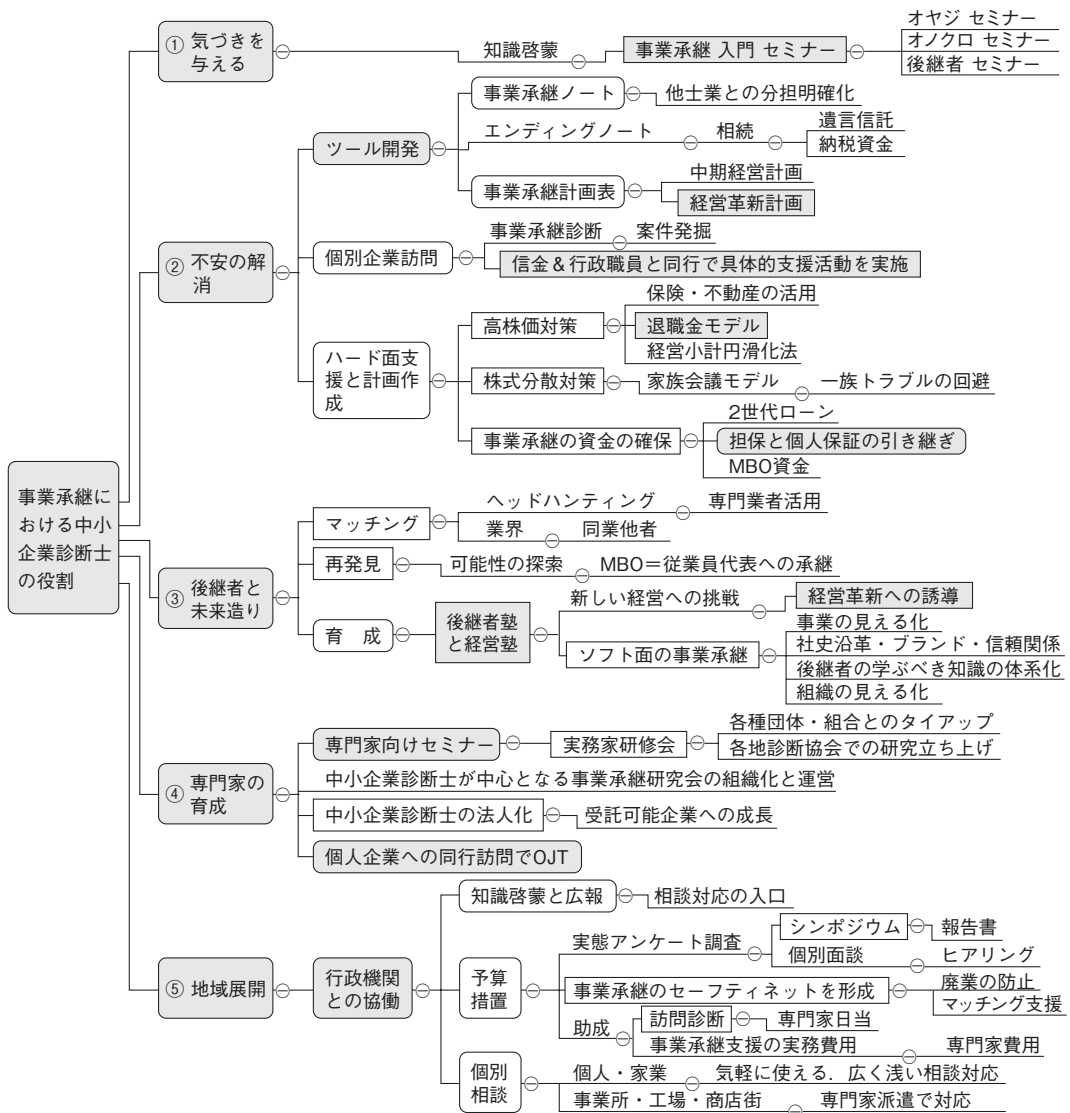 事業承継に
おける中小
企業診断士
の役割
① 気づきを
与える
知識啓蒙
事業承継 入門 セミナー
オヤジ セミナー
オノクロ セミナー
後継者 セミナー
② 不安の解
消
ツール開発
事業承継ノート
他士業との分担明確化
エンディングノート
相続
遺言信託
納税資金
事業承継計画表
中期経営計画
経営革新計画
個別企業訪問
事業承継診断
案件発掘
信金&行政職員と同行で具体的支援活動を実施
ハード面支
援と計画作
成
高株価対策
保険・不動産の活用
退職金モデル
経営小計円滑化法
株式分散対策
家族会議モデル
一族トラブルの回避
事業承継の資金の確保
2世代ローン
担保と個人保証の引き継ぎ
MBO資金
③ 後継者と
未来造り
マッチング
ヘッドハンティング
専門業者活用
業界
同業他者
再発見
可能性の探索
MBO=従業員代表への承継
育 成
後継者塾
と経営塾
新しい経営への挑戦
経営革新への誘導
ソフト面の事業承継
事業の見える化
社史沿革・ブランド・信頼関係
後継者の学ぶべき知識の体系化
組織の見える化
④ 専門家の
育成
専門家向けセミナー
実務家研修会
各種団体・組合とのタイアップ
各地診断協会での研究立ち上げ
中小企業診断士が中心となる事業承継研究会の組織化と運営
中小企業診断士の法人化
受託可能企業への成長
個人企業への同行訪問でOJT
⑤ 地域展開
行政機関
との協働
知識啓蒙と広報
相談対応の入口
予算
措置
実態アンケート調査
シンポジウム
報告書
個別面談
ヒアリング
事業承継のセーフティネットを形成
廃業の防止
マッチング支援
助成
訪問診断
専門家日当
事業承継支援の実務費用
専門家費用
個別
相談
個人・家業
気軽に使える.広く浅い相談対応
事業所・工場・商店街
専門家派遣で対応